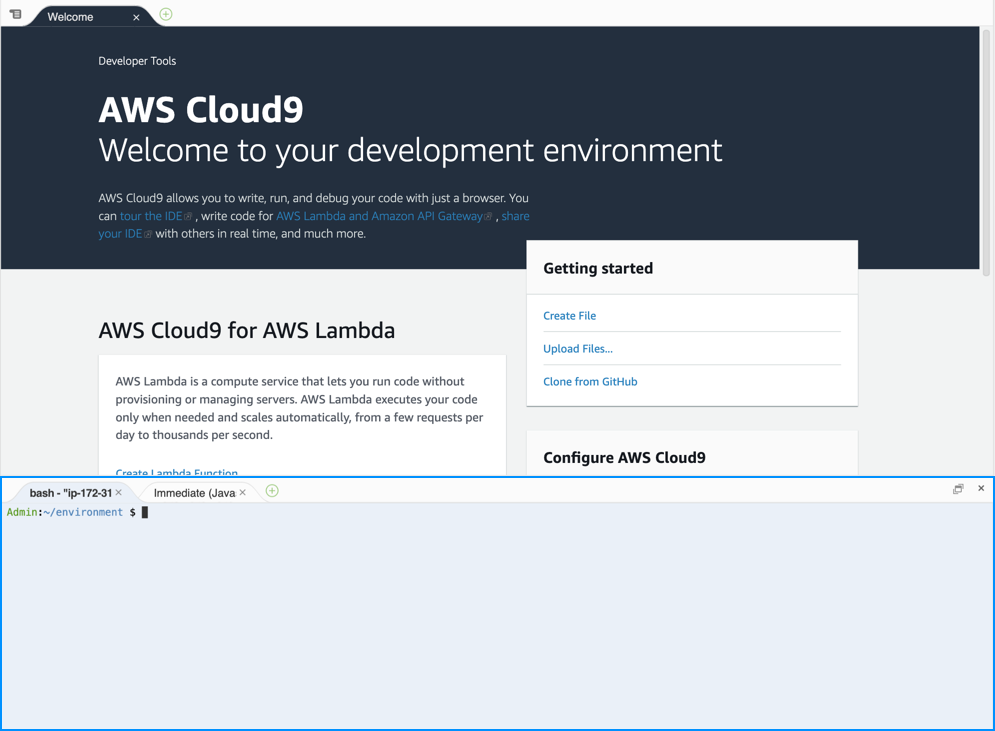 Welcome
Developer Tools
AWS Cloud9
Welcome to your development environment
AWS Cloud9 allows you to write, run, and debug your code with just a browser. You
can tour the IDE , write code for AWS Lambda and Amazon API Gateway , share
your IDE with others in real time, and much more.
Getting started
Create File
Upload Files...
Clone from GitHub
AWS Cloud9 for AWS Lambda
AWS Lambda is a compute service that lets you run code without
provisioning or managing servers. AWS Lambda executes your code
only when needed and scales automatically, from a few requests per
day to thousands per second.
Create Lambda Function
Configure AWS Cloud9
bash - "ip-172-31
Immediate (Java
Admin:~/environment $